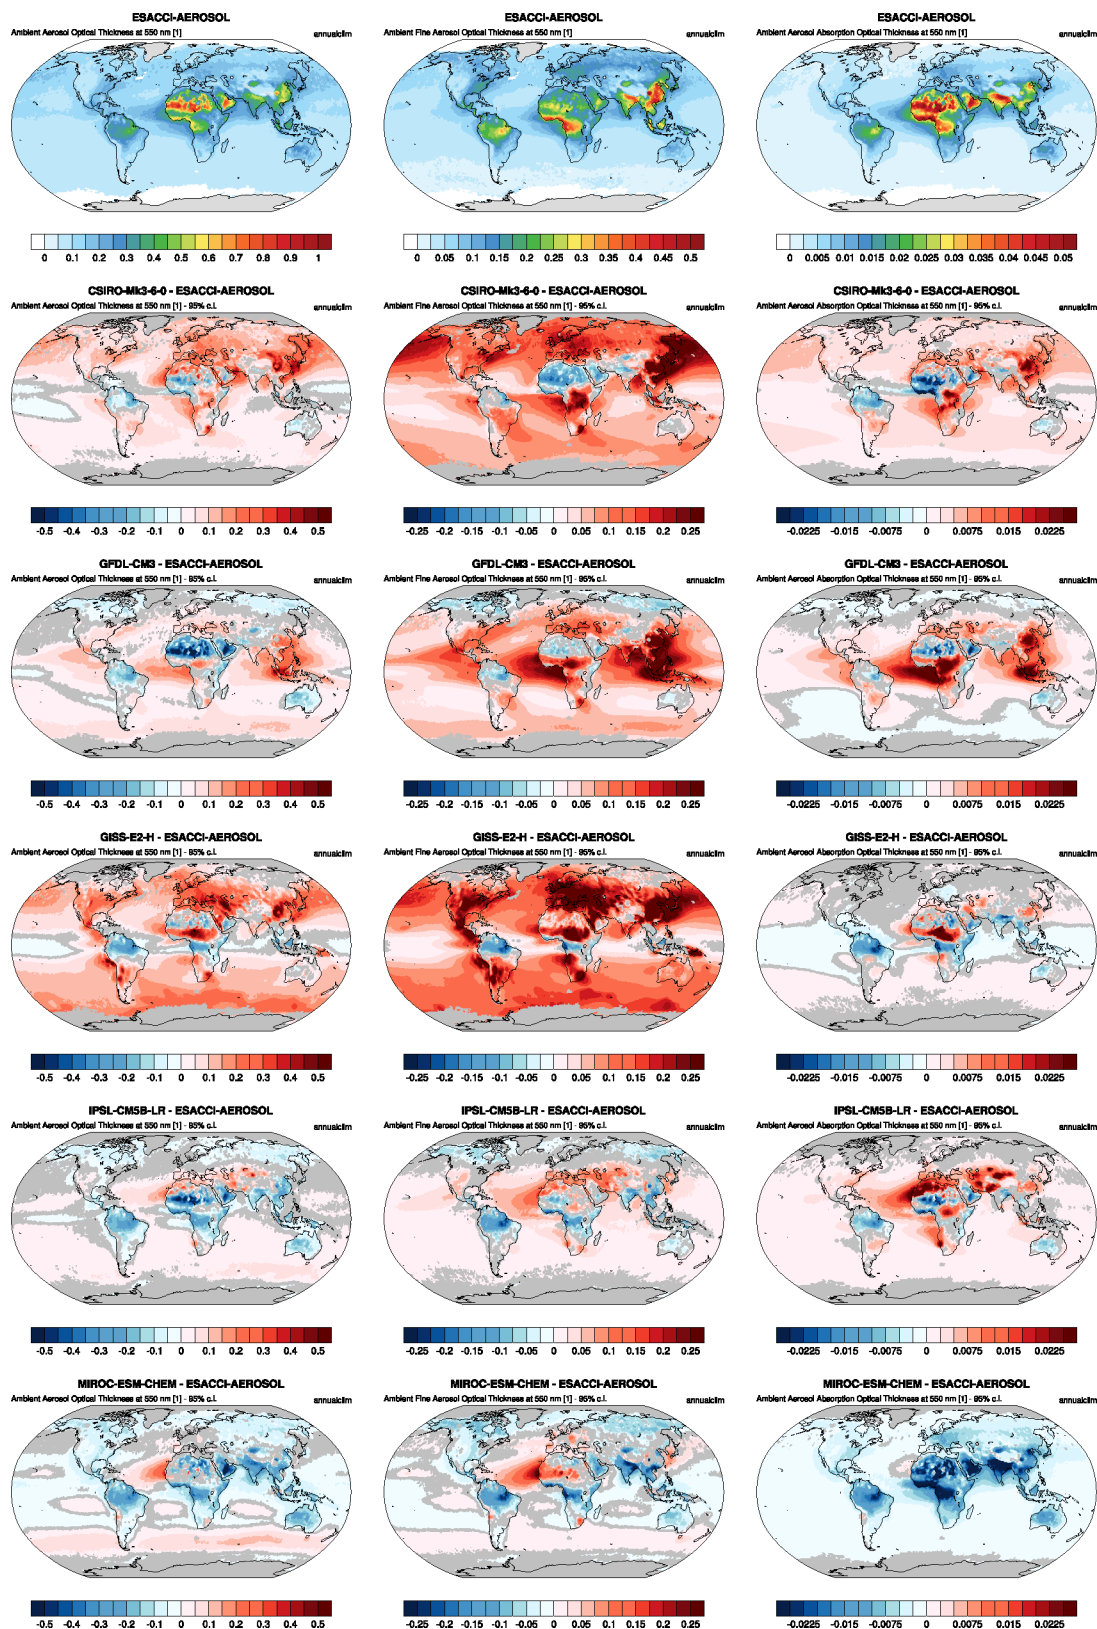 ESACCI-AEROSOL ESACCI-AEROSOL ESACCI-AEROSOL
Ambient Aerosol Optical Thickness at 550 nm [1] annualclim Ambient Fine Aerosol Optical Thickness at 550 nm [1] annualclim Ambient Aerosol Absorption Optical Thickness at 550 nm [1] annualclim
0 0.1 0.2 0.3 0.4 0.5 0.6 0.7 0.8 0.9 1 0 0.05 0.1 0.15 0.2 0.25 0.3 0.35 0.4 0.45 0.5 0 0.005 0.01 0.015 0.02 0.025 0.03 0.035 0.04 0.045 0.05
CSIRO-Mk3-6-0 - ESACCI-AEROSOL CSIRO-Mk3-6-0 - ESACCI-AEROSOL CSIRO-Mk3-6-0 - ESACCI-AEROSOL
Ambient Aerosol Optical Thickness at 550 nm [1] - 95% c.l. annualclim Ambient Fine Aerosol Optical Thickness at 550 nm [1] - 95% c.l. annualclim Ambient Aerosol Absorption Optical Thickness at 550 nm [1] - 95% c.l. annualclim
-0.5 -0.4 -0.3 -0.2 -0.1 0 0.1 0.2 0.3 0.4 0.5 -0.25 -0.2 -0.15 -0.1 -0.05 0 0.05 0.1 0.15 0.2 0.25 -0.0225 -0.015 -0.0075 0 0.0075 0.015 0.0225
GFDL-CM3 - ESACCI-AEROSOL GFDL-CM3 - ESACCI-AEROSOL GFDL-CM3 - ESACCI-AEROSOL
Ambient Aerosol Optical Thickness at 550 nm [1] - 95% c.l. annualclim Ambient Fine Aerosol Optical Thickness at 550 nm [1] - 95% c.l. annualclim Ambient Aerosol Absorption Optical Thickness at 550 nm [1] - 95% c.l. annualclim
-0.5 -0.4 -0.3 -0.2 -0.1 0 0.1 0.2 0.3 0.4 0.5 -0.25 -0.2 -0.15 -0.1 -0.05 0 0.05 0.1 0.15 0.2 0.25 -0.0225 -0.015 -0.0075 0 0.0075 0.015 0.0225
GISS-E2-H - ESACCI-AEROSOL GISS-E2-H - ESACCI-AEROSOL GISS-E2-H - ESACCI-AEROSOL
Ambient Aerosol Optical Thickness at 550 nm [1] - 95% c.l. annualclim Ambient Fine Aerosol Optical Thickness at 550 nm [1] - 95% c.l. annualclim Ambient Aerosol Absorption Optical Thickness at 550 nm [1] - 95% c.l. annualclim
-0.5 -0.4 -0.3 -0.2 -0.1 0 0.1 0.2 0.3 0.4 0.5 -0.25 -0.2 -0.15 -0.1 -0.05 0 0.05 0.1 0.15 0.2 0.25 -0.0225 -0.015 -0.0075 0 0.0075 0.015 0.0225
IPSL-CM5B-LR - ESACCI-AEROSOL IPSL-CM5B-LR - ESACCI-AEROSOL IPSL-CM5B-LR - ESACCI-AEROSOL
Ambient Aerosol Optical Thickness at 550 nm [1] - 95% c.l. annualclim Ambient Fine Aerosol Optical Thickness at 550 nm [1] - 95% c.l. annualclim Ambient Aerosol Absorption Optical Thickness at 550 nm [1] - 95% c.l. annualclim
-0.5 -0.4 -0.3 -0.2 -0.1 0 0.1 0.2 0.3 0.4 0.5 -0.25 -0.2 -0.15 -0.1 -0.05 0 0.05 0.1 0.15 0.2 0.25 -0.0225 -0.015 -0.0075 0 0.0075 0.015 0.0225
MIROC-ESM-CHEM - ESACCI-AEROSOL MIROC-ESM-CHEM - ESACCI-AEROSOL MIROC-ESM-CHEM - ESACCI-AEROSOL
Ambient Aerosol Optical Thickness at 550 nm [1] - 95% c.l. annualclim Ambient Fine Aerosol Optical Thickness at 550 nm [1] - 95% c.l. annualclim Ambient Aerosol Absorption Optical Thickness at 550 nm [1] - 95% c.l. annualclim
-0.5 -0.4 -0.3 -0.2 -0.1 0 0.1 0.2 0.3 0.4 0.5 -0.25 -0.2 -0.15 -0.1 -0.05 0 0.05 0.1 0.15 0.2 0.25 -0.0225 -0.015 -0.0075 0 0.0075 0.015 0.0225